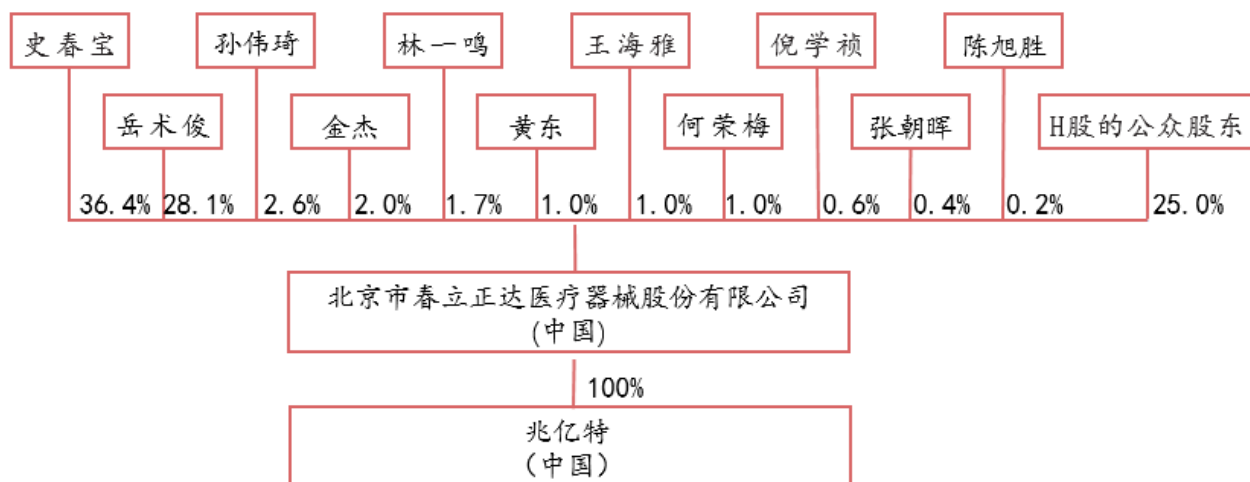 史春宝
孙伟琦
林一鸣
王海雅
倪学祯
陈旭胜
岳术俊
金杰
黄东
何荣梅
张朝晖
H股的公众股东
36.4%
28.1%
2.6%
2.0%
1.7%
1.0%
1.0%
1.0%
0.6%
0.4%
0.2%
25.0%
北京市春立正达医疗器械股份有限公司
(中国)
100%
兆亿特
（中国）